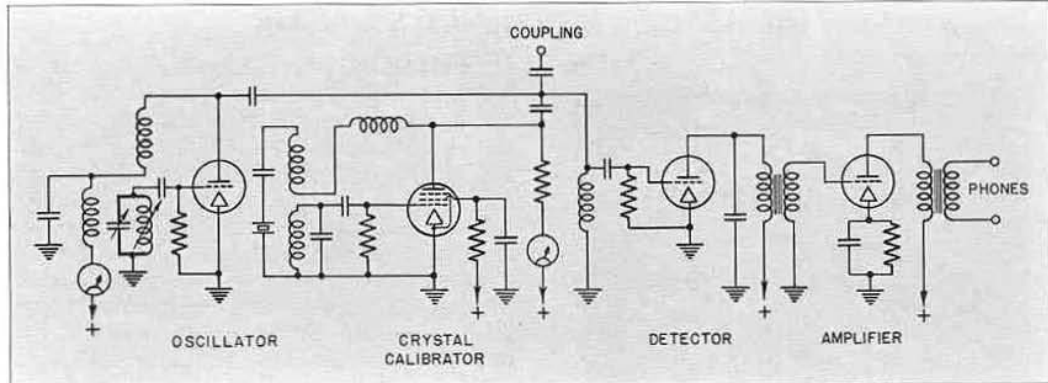 COUPLING
PHONES
+
+
+
+
+
OSCILLATOR
CRYSTAL
CALIBRATOR
DETECTOR
AMPLIFIER